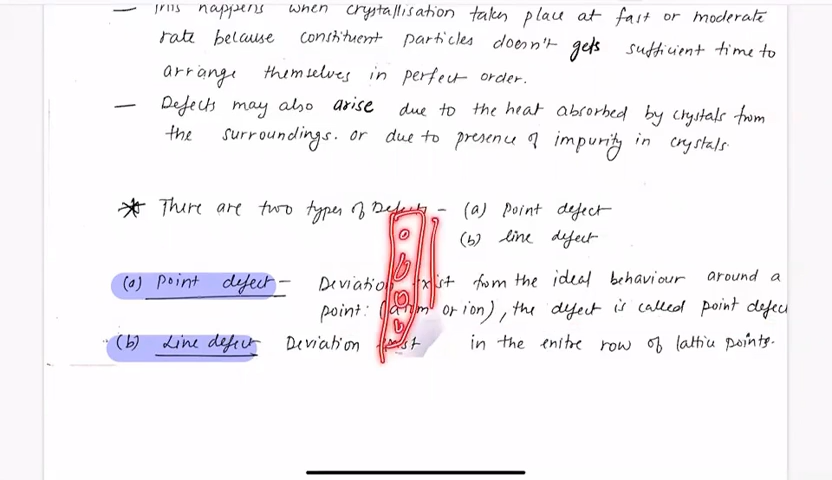 — This happens when crystallisation takes place at fast or moderate
rate because constituent particles doesn't gets sufficient time to
arrange themselves in perfect order.
— Defects may also arise due to the heat absorbed by crystals from
the surroundings. or due to presence of impurity in crystals.
* There are two types of Defects - (a) Point defect
(b) line defect
(a) Point defect - Deviation exist from the ideal behaviour around a
point: (atom or ion), the defect is called point defec
(b) Line defect Deviation exist in the enitre row of lattice points.